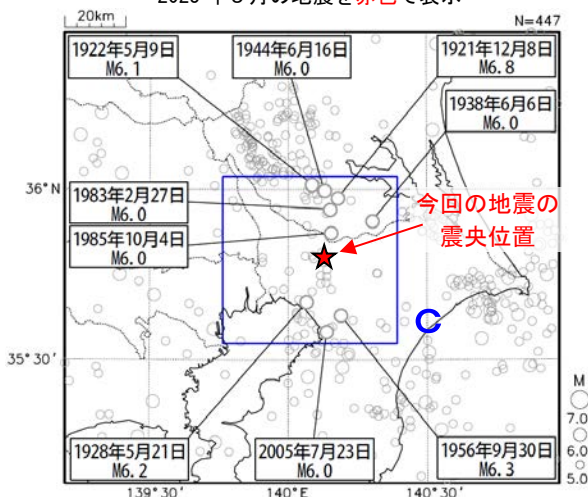 20km
N=447
1922年5月9日
M6.1
1944年6月16日
M6.0
1921年12月8日
M6.8
1938年6月6日
M6.0
36°N
1983年2月27日
M6.0
1985年10月4日
M6.0
今回の地震の
震央位置
C
35°30′
M
7.0
6.0
5.0
1928年5月21日
M6.2
2005年7月23日
M6.0
1956年9月30日
M6.3
139°30′
140°E
140°30′